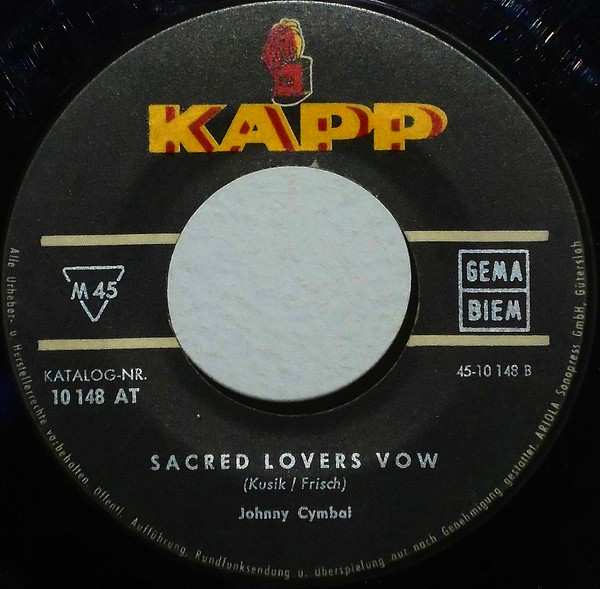 KAPP
M 45
GEMA
BIEM
KATALOG-NR.
10 148 AT
45-10 148 B
SACRED LOVERS VOW
(Kusik / Frisch)
Johnny Cymbal
Alle Urheber- u Herstellerrechte vorbehalten. Öffentl. Aufführung, Rundfunksendung u. Überspielung nur nach Genehmigung gestattet. ARIOLA Sonopress GmbH, Gütersloh